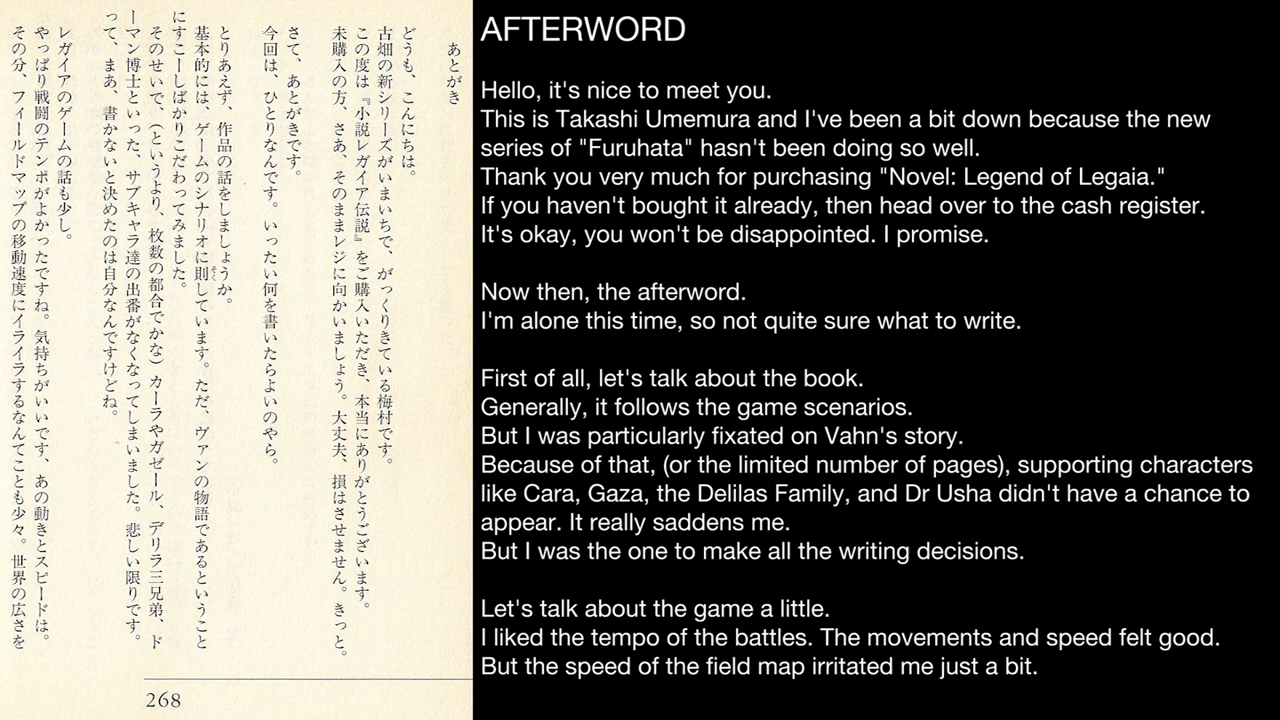 あとがき
どうも、こんにちは。
古畑の新シリーズがいまいちで、がっくりきている梅村です。
この度は『小説レガイア伝説』をご購入いただき、本当にありがとうございます。
未購入の方、さあ、そのままレジに向かいましょう。大丈夫、損はさせません。きっと。
さて、あとがきです。
今回は、ひとりなんです。いったい何を書いたらよいのやら。
とりあえず、作品の話をしましょうか。
基本的には、ゲームのシナリオに則しています。ただ、ヴァンの物語であるということ
にすこーしばかりこだわってみました。
そのせいで、（というより、枚数の都合でかな）カーラやガゼール、デリラ三兄弟、ド
ーマン博士といった、サブキャラ達の出番がなくなってしまいました。悲しい限りです。
って、まあ、書かないと決めたのは自分なんですけどね。
レガイアのゲームの話も少し。
やっぱり戦闘のテンポがよかったですね。気持ちがいいです、あの動きとスピードは。
その分、フィールドマップの移動速度にイライラするなんてことも少々。世界の広さを
268
AFTERWORD
Hello, it's nice to meet you.
This is Takashi Umemura and I've been a bit down because the new
series of "Furuhata" hasn't been doing so well.
Thank you very much for purchasing "Novel: Legend of Legaia."
If you haven't bought it already, then head over to the cash register.
It's okay, you won't be disappointed. I promise.
Now then, the afterword.
I'm alone this time, so not quite sure what to write.
First of all, let's talk about the book.
Generally, it follows the game scenarios.
But I was particularly fixated on Vahn's story.
Because of that, (or the limited number of pages), supporting characters
like Cara, Gaza, the Delilas Family, and Dr Usha didn't have a chance to
appear. It really saddens me.
But I was the one to make all the writing decisions.
Let's talk about the game a little.
I liked the tempo of the battles. The movements and speed felt good.
But the speed of the field map irritated me just a bit.